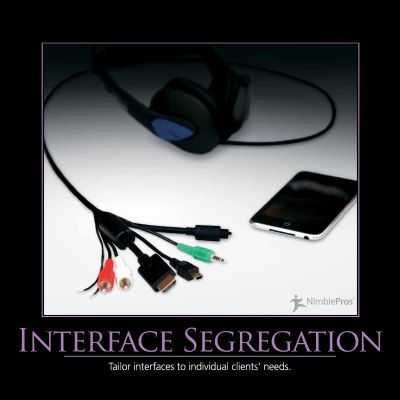 NimblePros
INTERFACE SEGREGATION
Tailor interfaces to individual clients' needs.